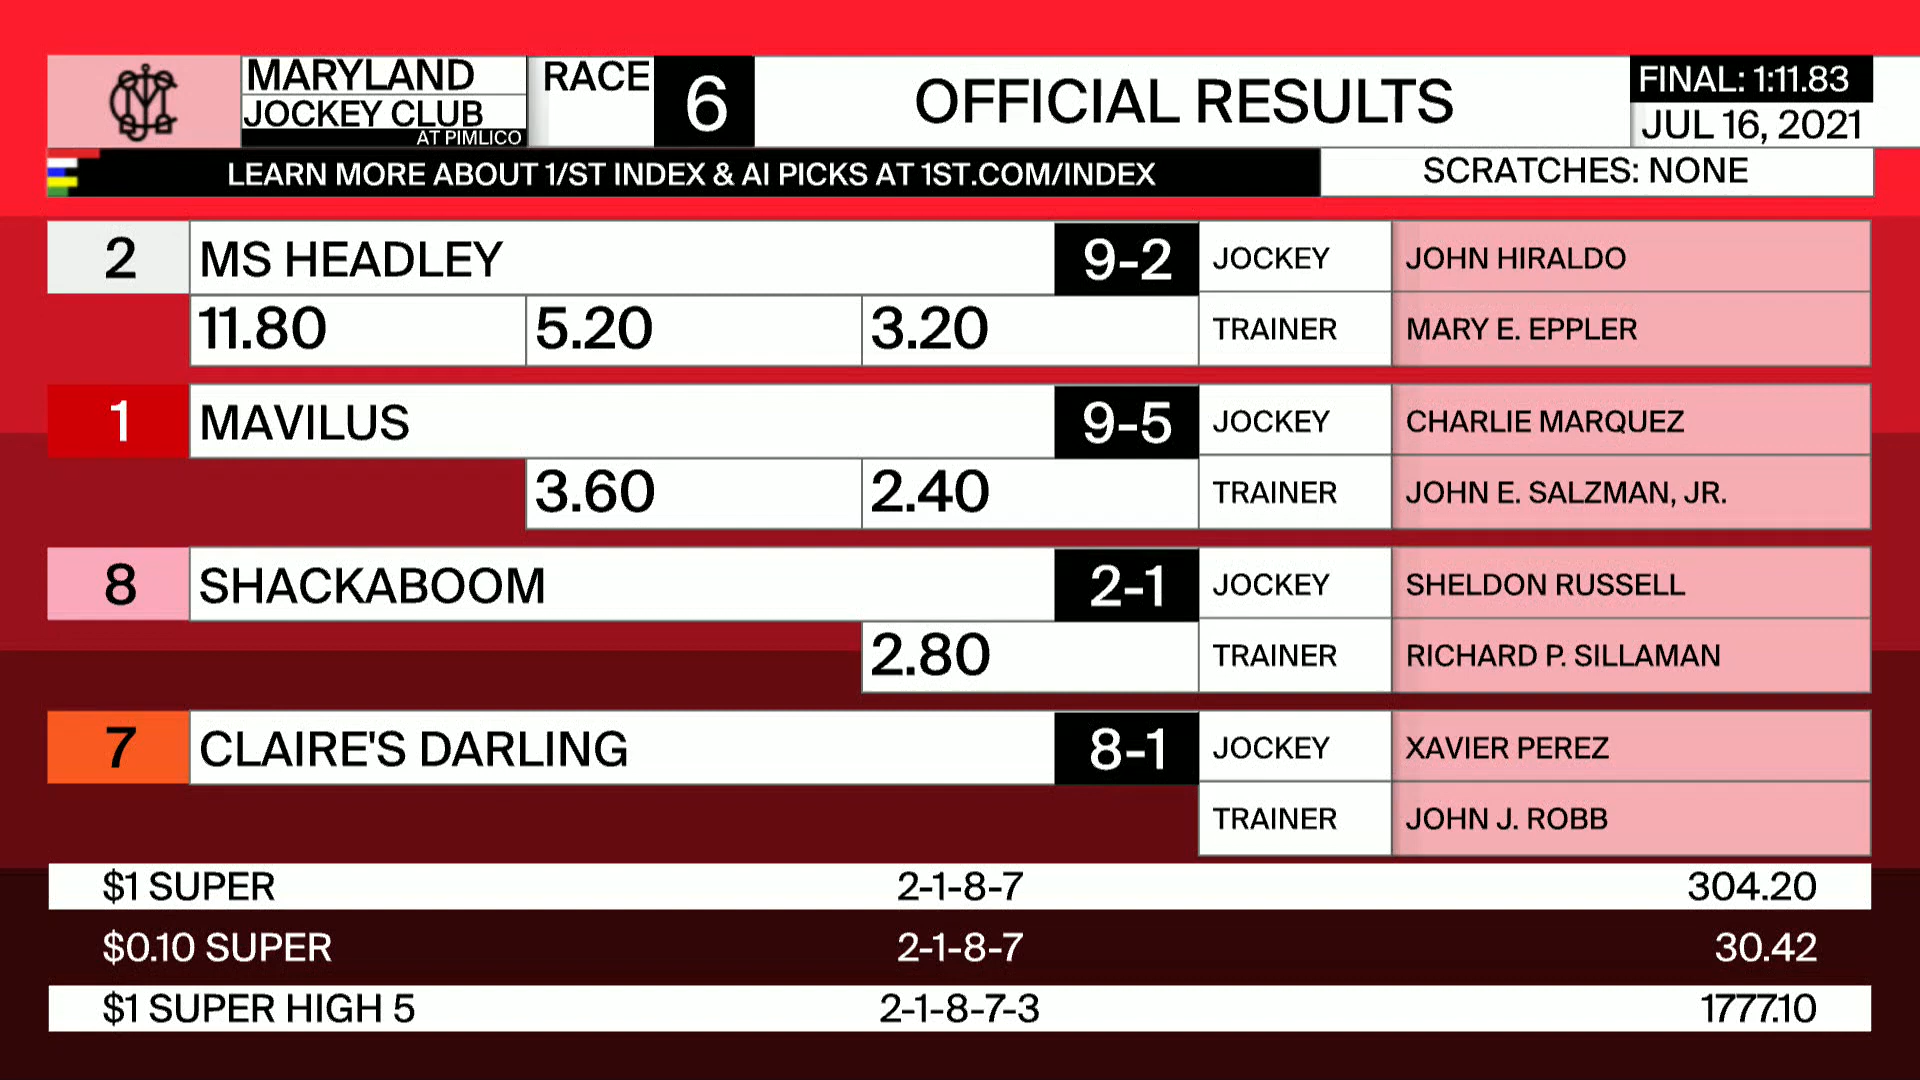 MARYLAND
JOCKEY CLUB
AT PIMLICO
RACE 6
OFFICIAL RESULTS
FINAL: 1:11.83
JUL 16, 2021
LEARN MORE ABOUT 1/ST INDEX & AI PICKS AT 1ST.COM/INDEX
SCRATCHES: NONE
2 MS HEADLEY 9-2 JOCKEY JOHN HIRALDO
11.80 5.20 3.20 TRAINER MARY E. EPPLER
1 MAVILUS 9-5 JOCKEY CHARLIE MARQUEZ
3.60 2.40 TRAINER JOHN E. SALZMAN, JR.
8 SHACKABOOM 2-1 JOCKEY SHELDON RUSSELL
2.80 TRAINER RICHARD P. SILLAMAN
7 CLAIRE'S DARLING 8-1 JOCKEY XAVIER PEREZ
TRAINER JOHN J. ROBB
$1 SUPER 2-1-8-7 304.20
$0.10 SUPER 2-1-8-7 30.42
$1 SUPER HIGH 5 2-1-8-7-3 1777.10